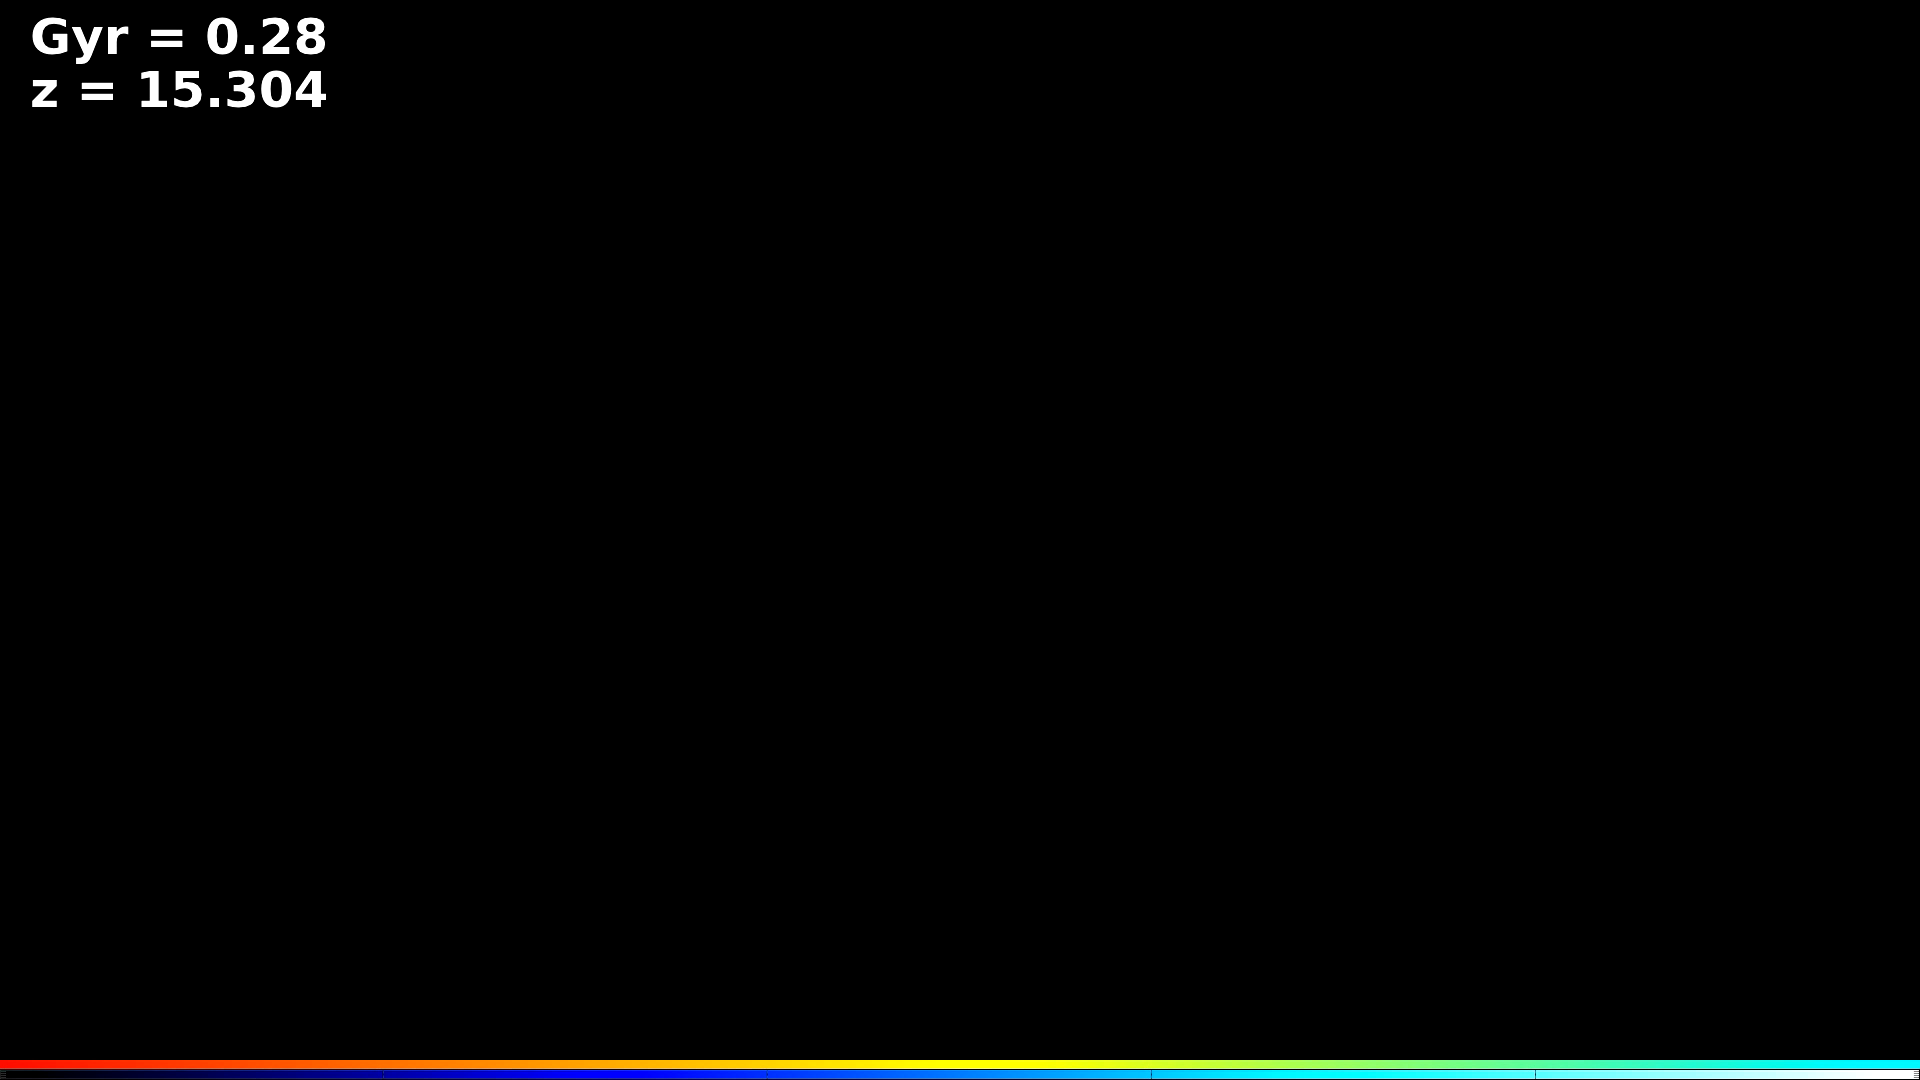 Gyr = 0.28
z = 15.304